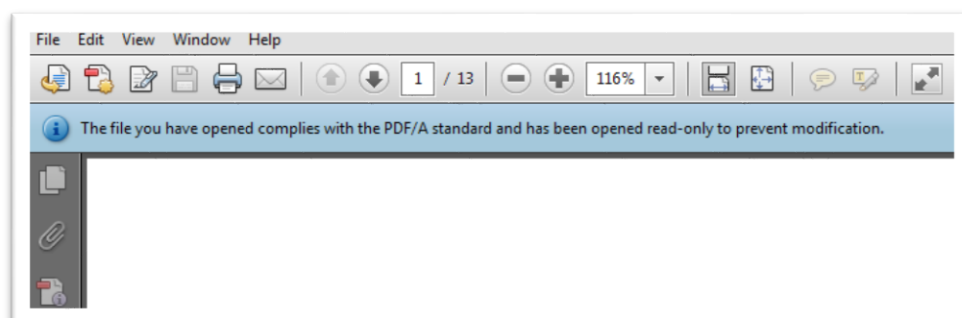 File Edit View Window Help
1 / 13 116%
The file you have opened complies with the PDF/A standard and has been opened read-only to prevent modification.